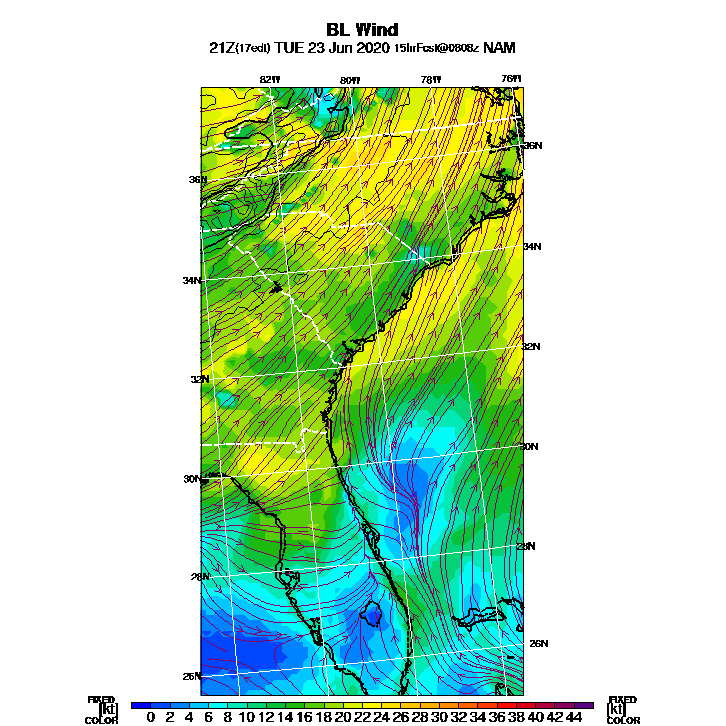 BL Wind
21Z(17edt) TUE 23 Jun 2020 15hrFcst@0808z NAM
82W 80W 78W 76W
36N
36N
34N
34N
32N
32N
30N
30N
28N
28N
26N
26N
FIXED FIXED
[kt] 0 2 4 6 8 10 12 14 16 18 20 22 24 26 28 30 32 34 36 38 40 42 44 [kt]
COLOR COLOR